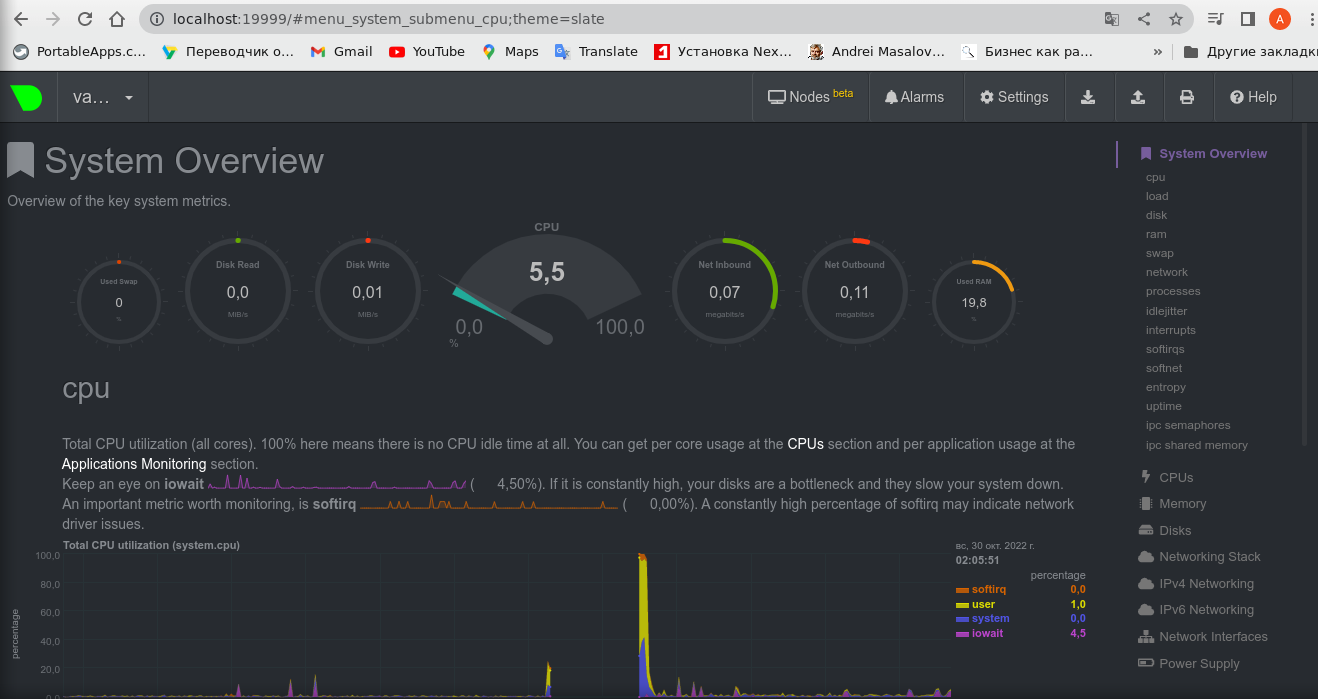 localhost:19999/#menu_system_submenu_cpu;theme=slate
A
PortableApps.c... Переводчик о... Gmail YouTube Maps Translate Установка Nex... Andrei Masalov... Бизнес как ра... » Другие закладки
va... Nodes beta Alarms Settings Help
System Overview
Overview of the key system metrics.
CPU
Used Swap
0
%
Disk Read
0,0
MiB/s
Disk Write
0,01
MiB/s
5,5
0,0 100,0
%
Net Inbound
0,07
megabits/s
Net Outbound
0,11
megabits/s
Used RAM
19,8
%
cpu
Total CPU utilization (all cores). 100% here means there is no CPU idle time at all. You can get per core usage at the CPUs section and per application usage at the
Applications Monitoring section.
Keep an eye on iowait ( 4,50%). If it is constantly high, your disks are a bottleneck and they slow your system down.
An important metric worth monitoring, is softirq ( 0,00%). A constantly high percentage of softirq may indicate network
driver issues.
Total CPU utilization (system.cpu)
100,0
80,0
60,0
40,0
20,0
0,0
percentage
вс, 30 окт. 2022 г.
02:05:51
percentage
softirq 0,0
user 1,0
system 0,0
iowait 4,5
System Overview
cpu
load
disk
ram
swap
network
processes
idlejitter
interrupts
softirqs
softnet
entropy
uptime
ipc semaphores
ipc shared memory
CPUs
Memory
Disks
Networking Stack
IPv4 Networking
IPv6 Networking
Network Interfaces
Power Supply